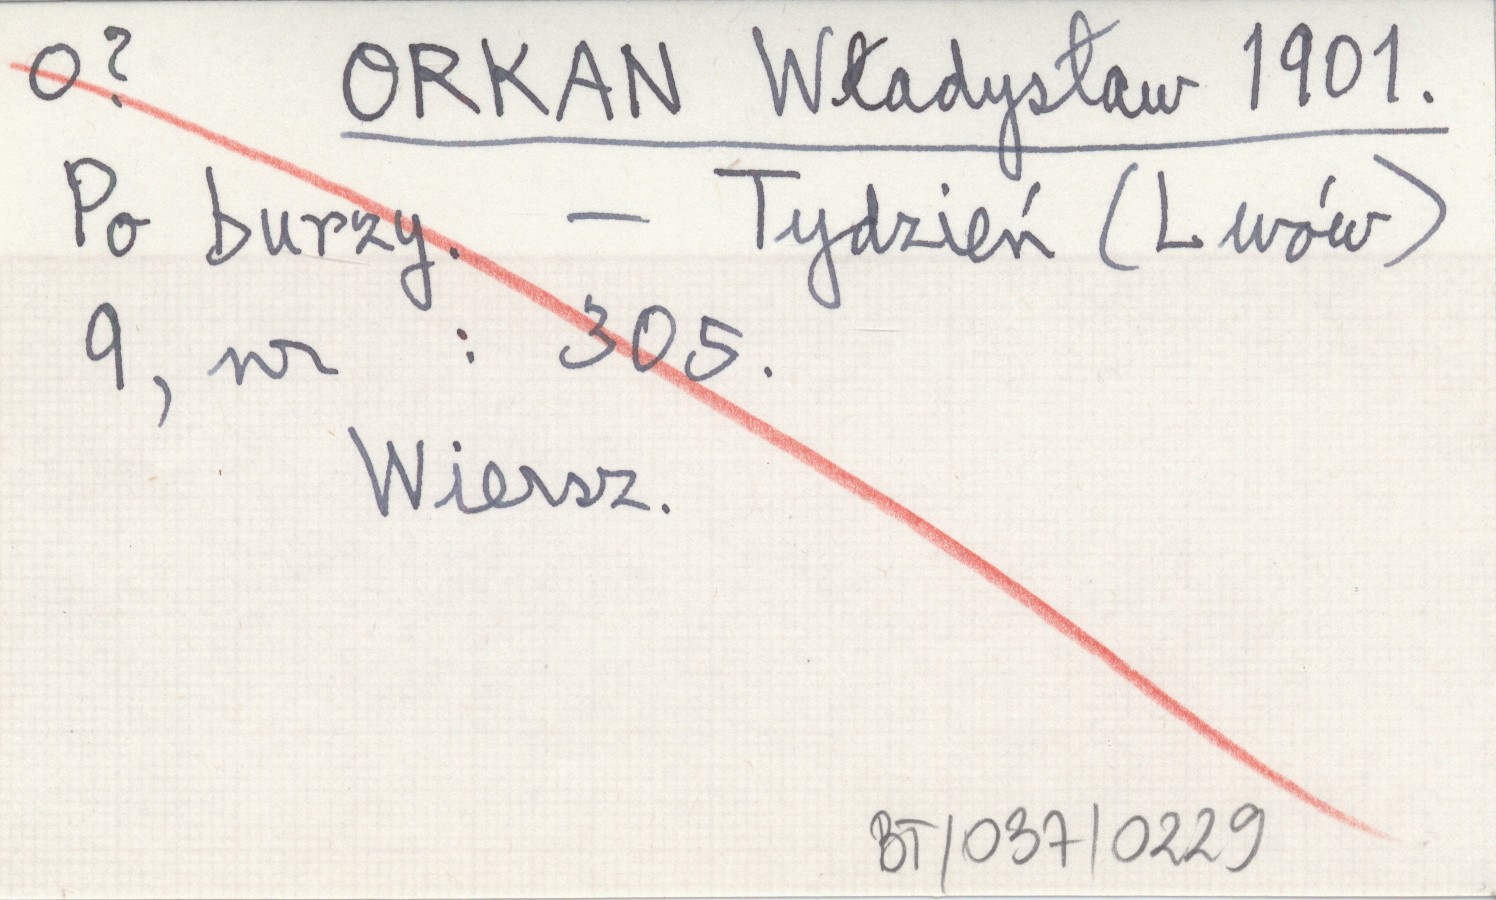 O? ORKAN Władysław 1901.
Po burzy. — Tydzień (Lwów)
9, nr : 305.
Wiersz.
BT/037/0229